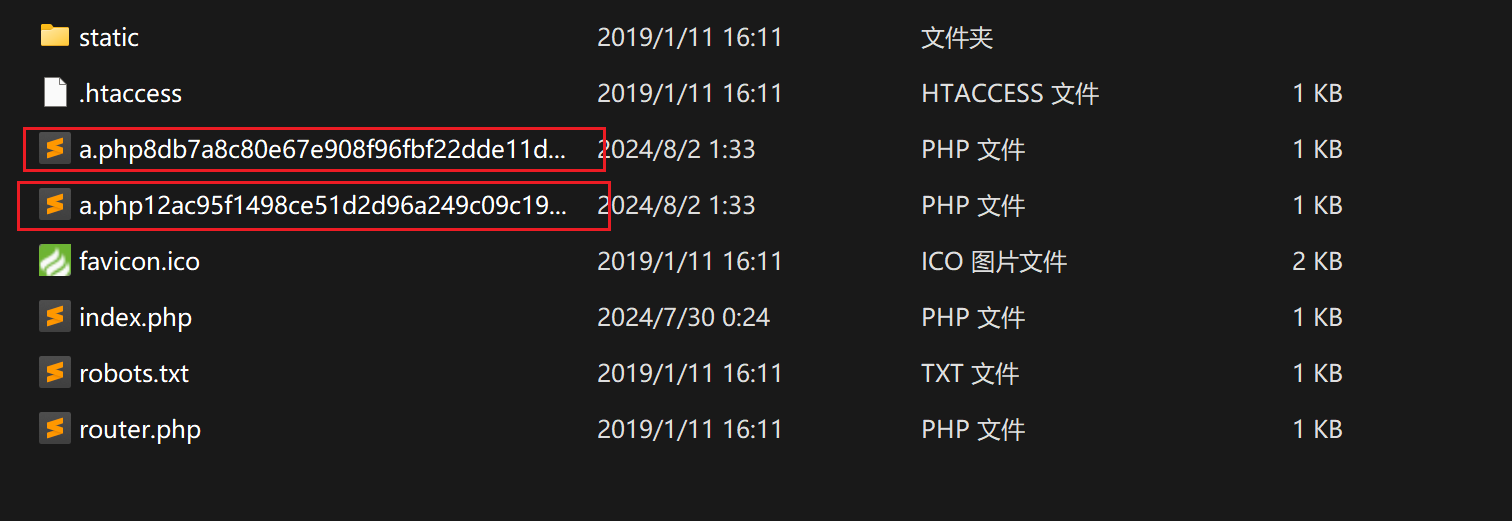 static 2019/1/11 16:11 文件夹
.htaccess 2019/1/11 16:11 HTACCESS 文件 1 KB
a.php8db7a8c80e67e908f96fbf22dde11d... 2024/8/2 1:33 PHP 文件 1 KB
a.php12ac95f1498ce51d2d96a249c09c19... 2024/8/2 1:33 PHP 文件 1 KB
favicon.ico 2019/1/11 16:11 ICO 图片文件 2 KB
index.php 2024/7/30 0:24 PHP 文件 1 KB
robots.txt 2019/1/11 16:11 TXT 文件 1 KB
router.php 2019/1/11 16:11 PHP 文件 1 KB